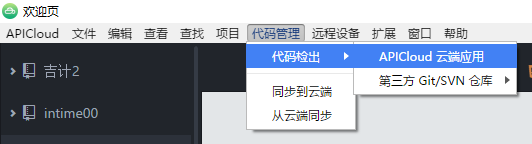 欢迎页
APICloud 文件 编辑 查看 查找 项目 代码管理 远程设备 扩展 窗口 帮助
代码检出 APICloud 云端应用
吉计2 第三方 Git/SVN 仓库
同步到云端
intime00 从云端同步